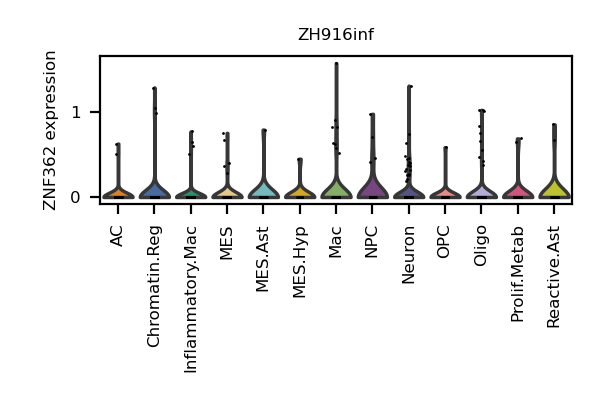 ZH916inf
ZNF362 expression
1
0
AC
Chromatin.Reg
Inflammatory.Mac
MES
MES.Ast
MES.Hyp
Mac
NPC
Neuron
OPC
Oligo
Prolif.Metab
Reactive.Ast